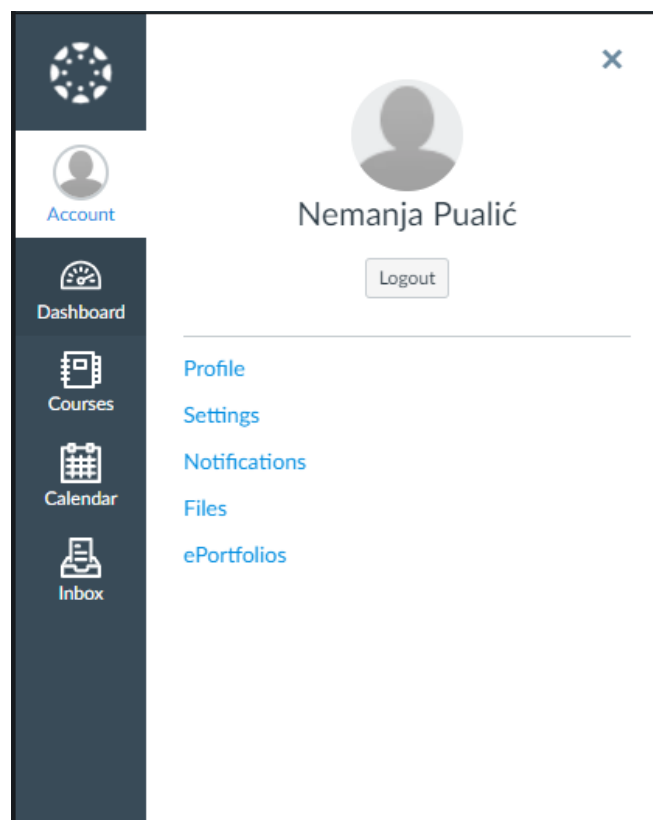 Account
Dashboard
Courses
Calendar
Inbox
Nemanja Pualić
Logout
Profile
Settings
Notifications
Files
ePortfolios